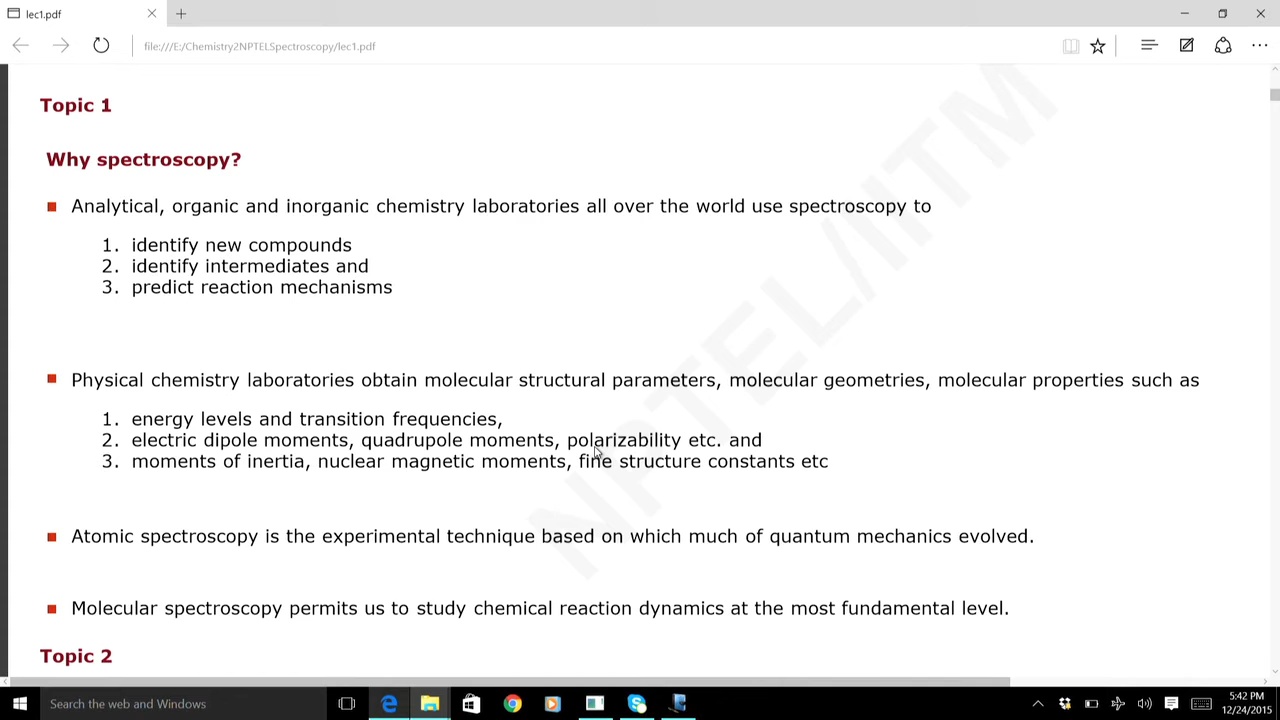 lec1.pdf
file:///E:/Chemistry2NPTELSpectroscopy/lec1.pdf
Topic 1
Why spectroscopy?
Analytical, organic and inorganic chemistry laboratories all over the world use spectroscopy to
1. identify new compounds
2. identify intermediates and
3. predict reaction mechanisms
Physical chemistry laboratories obtain molecular structural parameters, molecular geometries, molecular properties such as
1. energy levels and transition frequencies,
2. electric dipole moments, quadrupole moments, polarizability etc. and
3. moments of inertia, nuclear magnetic moments, fine structure constants etc
Atomic spectroscopy is the experimental technique based on which much of quantum mechanics evolved.
Molecular spectroscopy permits us to study chemical reaction dynamics at the most fundamental level.
Topic 2
NPTEL/IITM
Search the web and Windows
5:42 PM
12/24/2015